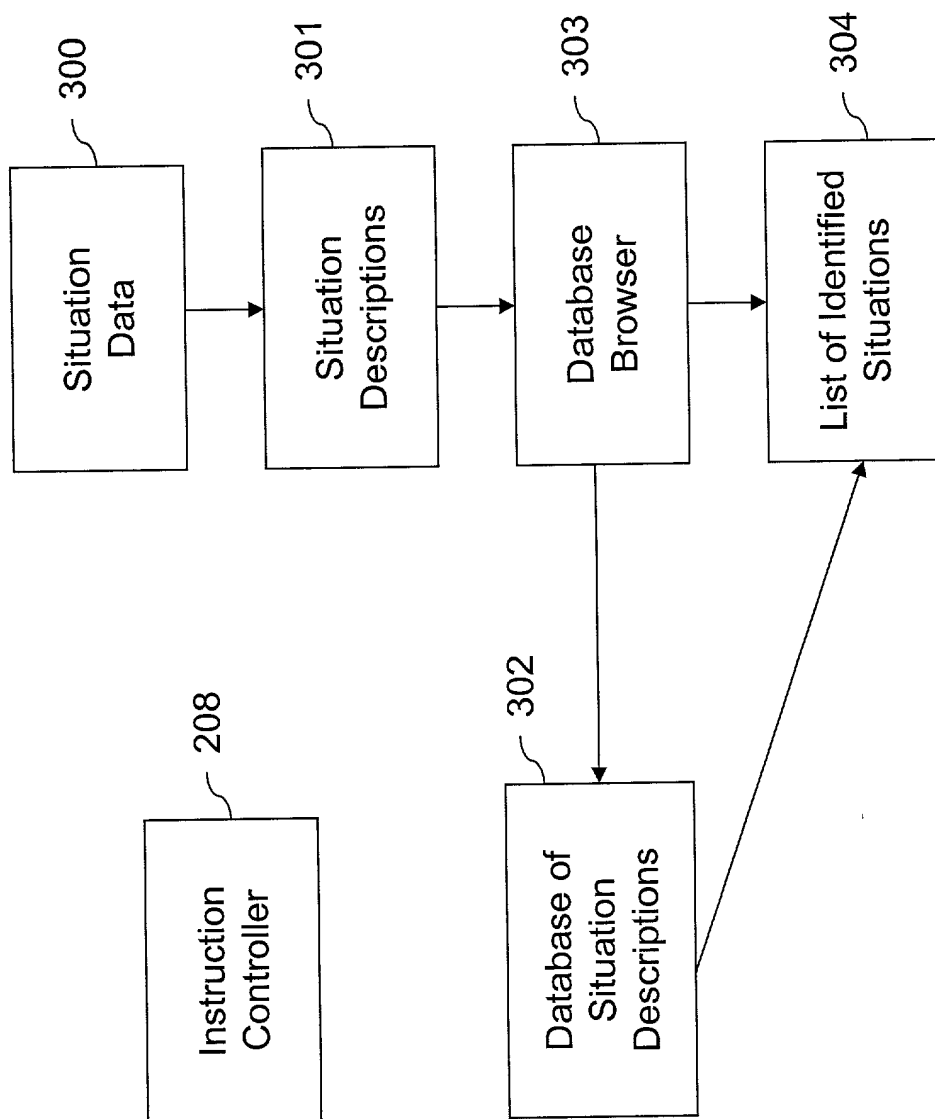 300
Situation
Data
301
Situation
Descriptions
303
Database
Browser
304
List of Identified
Situations
208
Instruction
Controller
302
Database of
Situation
Descriptions